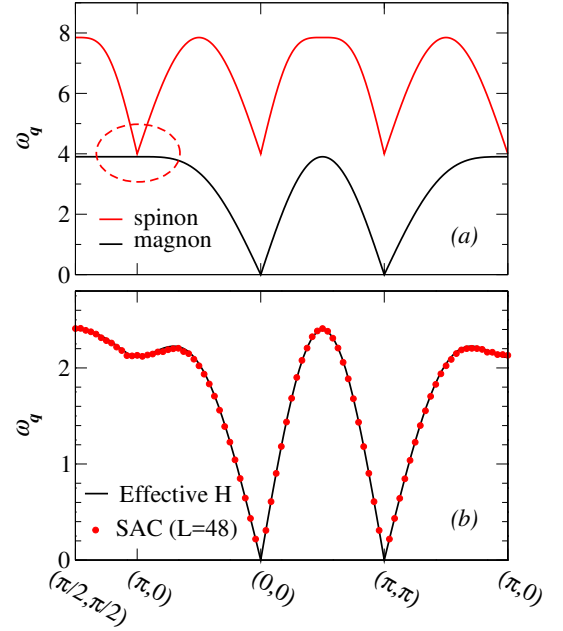 8
6
4
2
0
ω_q
spinon
magnon
(a)
2
1
0
ω_q
Effective H
SAC (L=48)
(b)
(π/2,π/2)
(π,0)
(0,0)
(π,π)
(π,0)